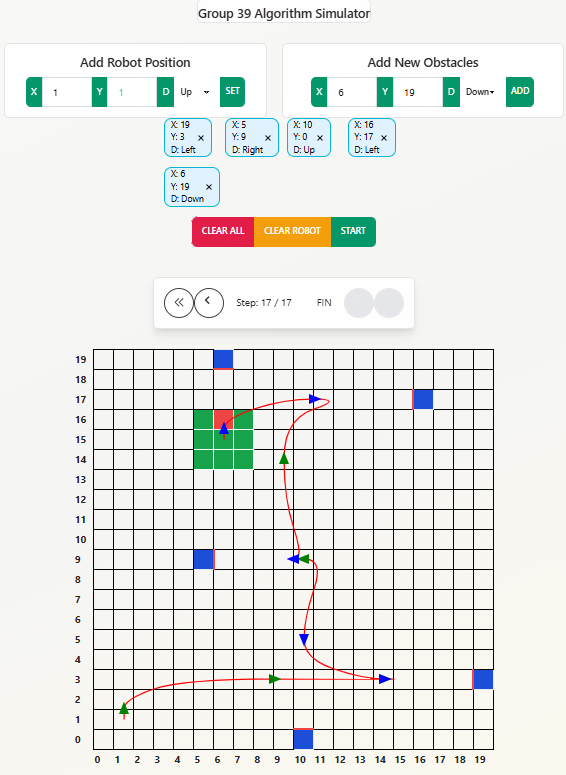 Group 39 Algorithm Simulator
Add Robot Position
X 1 Y 1 D Up SET
Add New Obstacles
X 6 Y 19 D Down ADD
X: 19
Y: 3
D: Left
X: 5
Y: 9
D: Right
X: 10
Y: 0
D: Up
X: 16
Y: 17
D: Left
X: 6
Y: 19
D: Down
CLEAR ALL CLEAR ROBOT START
Step: 17 / 17 FIN
19
18
17
16
15
14
13
12
11
10
9
8
7
6
5
4
3
2
1
0
0 1 2 3 4 5 6 7 8 9 10 11 12 13 14 15 16 17 18 19